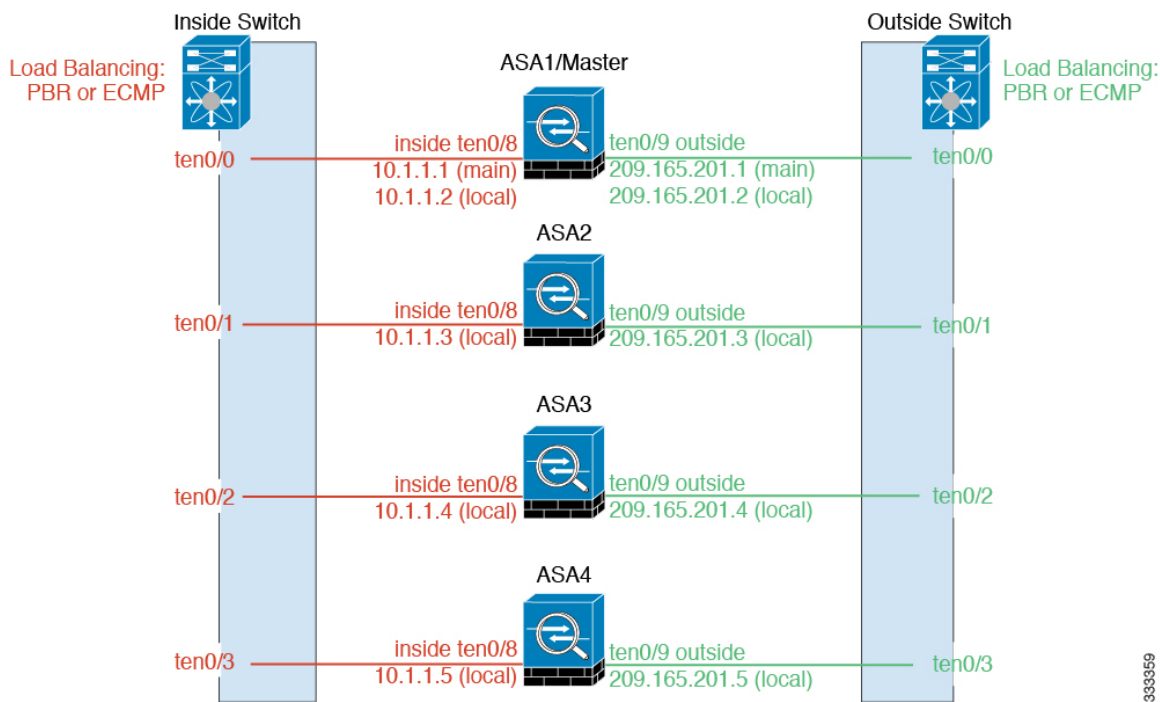 Inside Switch
Outside Switch
Load Balancing:
PBR or ECMP
ASA1/Master
Load Balancing:
PBR or ECMP
ten0/0
inside ten0/8
10.1.1.1 (main)
10.1.1.2 (local)
ten0/9 outside
209.165.201.1 (main)
209.165.201.2 (local)
ten0/0
ASA2
ten0/1
inside ten0/8
10.1.1.3 (local)
ten0/9 outside
209.165.201.3 (local)
ten0/1
ASA3
ten0/2
inside ten0/8
10.1.1.4 (local)
ten0/9 outside
209.165.201.4 (local)
ten0/2
ASA4
ten0/3
inside ten0/8
10.1.1.5 (local)
ten0/9 outside
209.165.201.5 (local)
ten0/3
333359